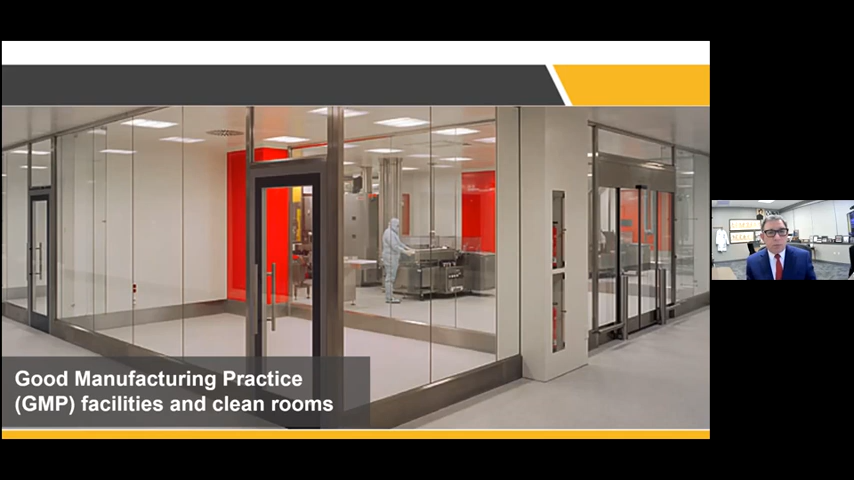 Good Manufacturing Practice
(GMP) facilities and clean rooms